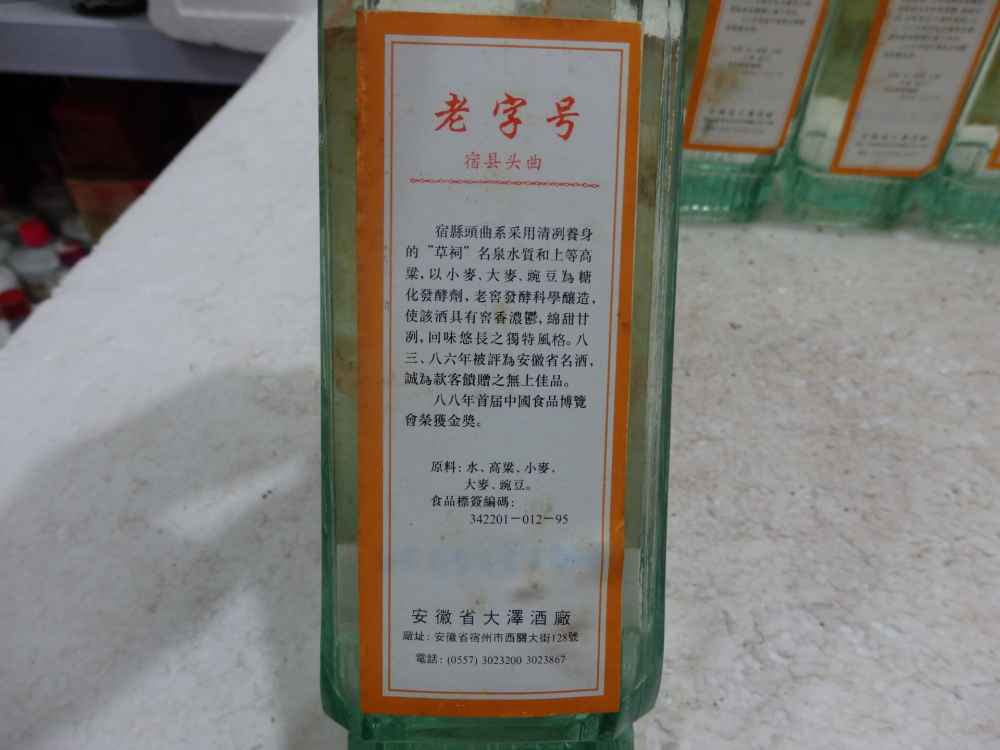 老字号
宿县头曲
宿縣頭曲系采用清冽養身
的“草祠”名泉水質和上等高
粱,以小麥、大麥、豌豆為糖
化發酵劑,老窖發酵科學釀造,
使該酒具有窖香濃鬱,綿甜甘
冽,回味悠長之獨特風格。八
三、八六年被評為安徽省名酒,
誠為款客饋贈之無上佳品。
八八年首届中國食品博覽
會榮獲金獎。
原料:水、高粱、小麥、
大麥、豌豆。
食品標簽編碼:
342201-012-95
安徽省大澤酒廠
廠址:安徽省宿州市西關大街128號
電話:(0557) 3023200 3023867